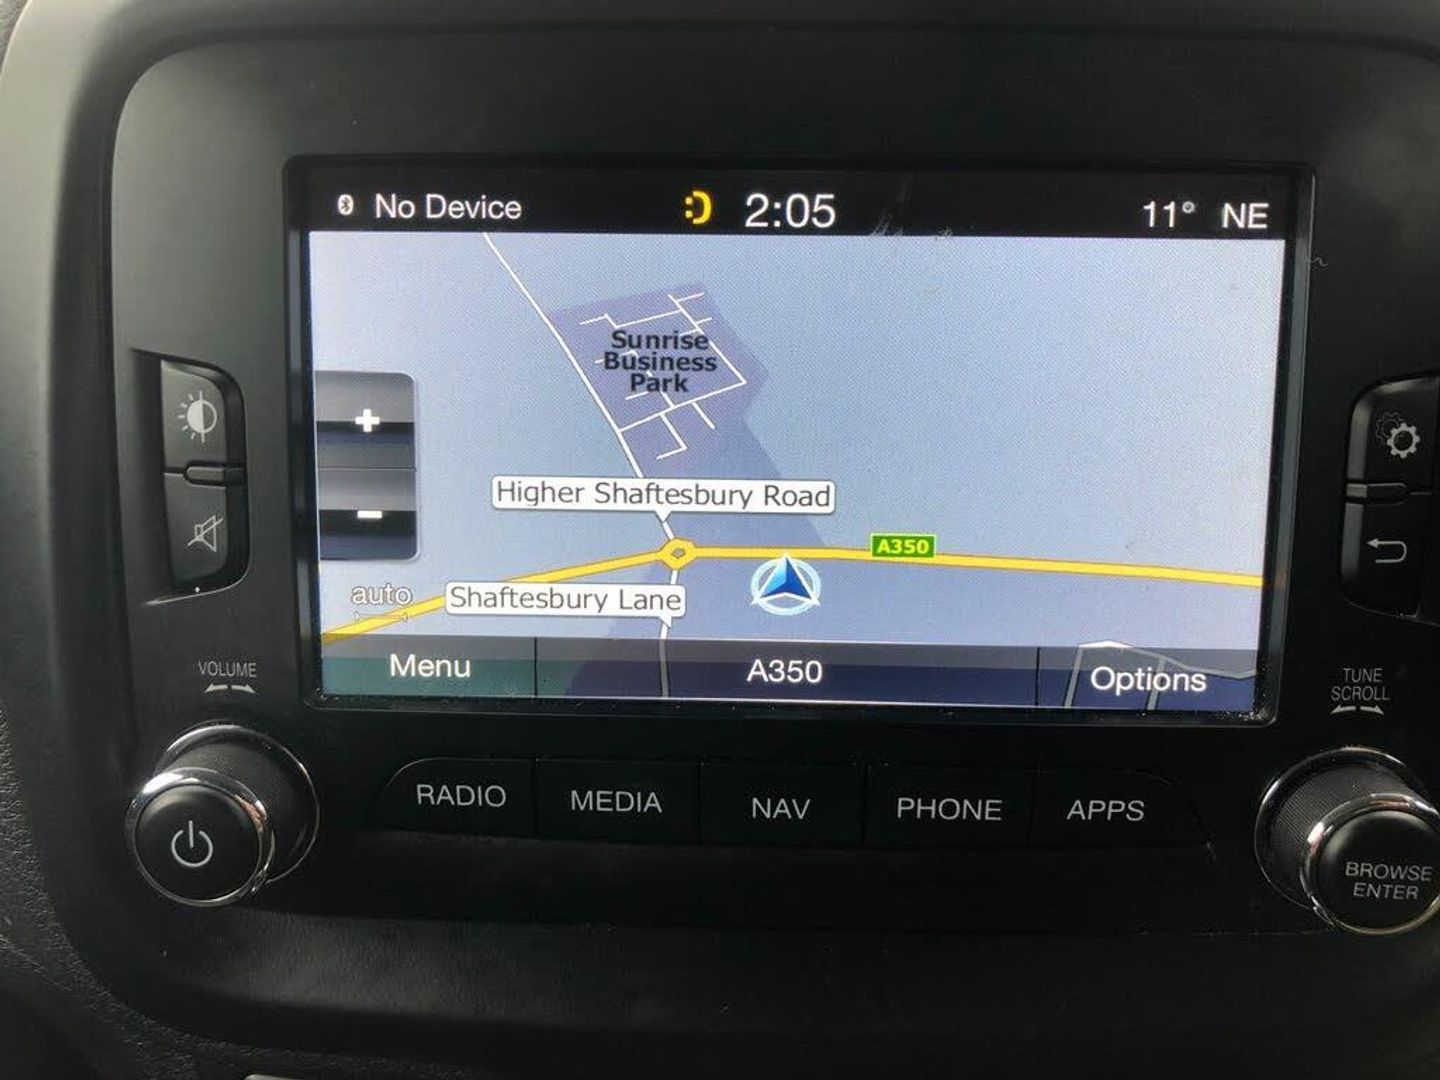 No Device 2:05 11° NE
Sunrise
Business
Park
+
Higher Shaftesbury Road
-
A350
auto
Shaftesbury Lane
Menu A350 Options
VOLUME
TUNE
SCROLL
RADIO MEDIA NAV PHONE APPS
BROWSE
ENTER